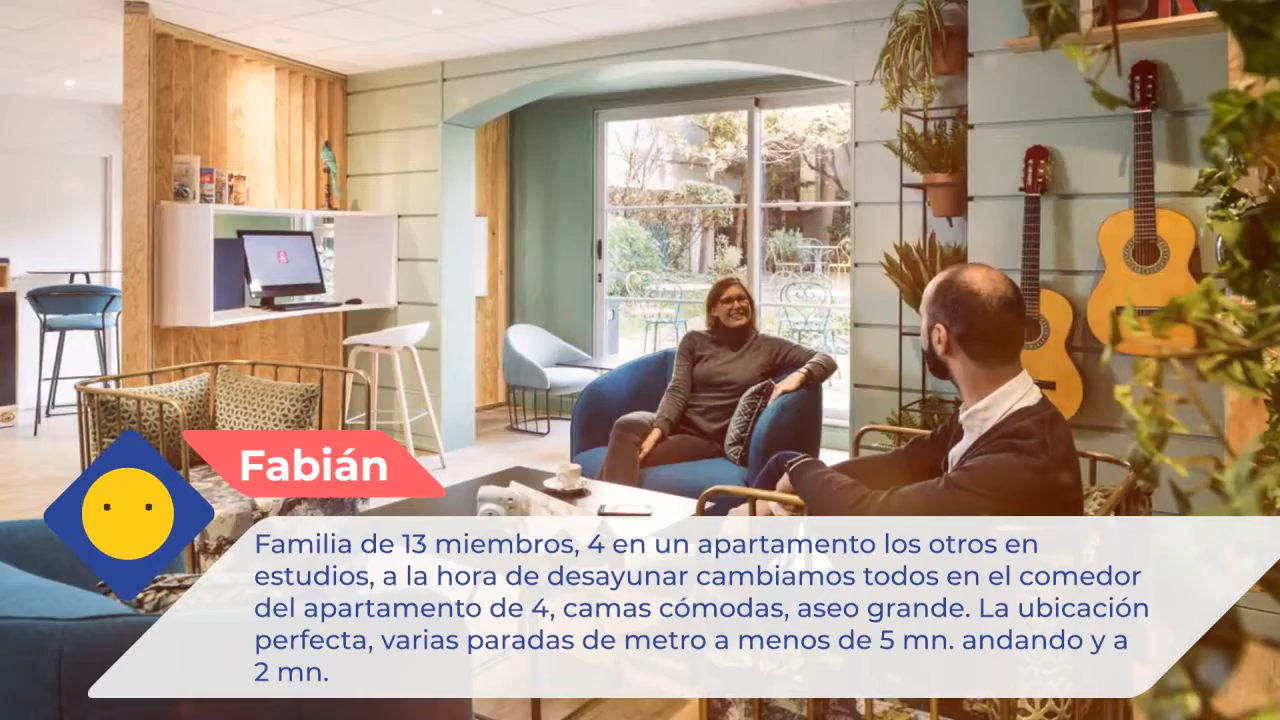 Fabián
Familia de 13 miembros, 4 en un apartamento los otros en
estudios, a la hora de desayunar cambiamos todos en el comedor
del apartamento de 4, camas cómodas, aseo grande. La ubicación
perfecta, varias paradas de metro a menos de 5 mn. andando y a
2 mn.